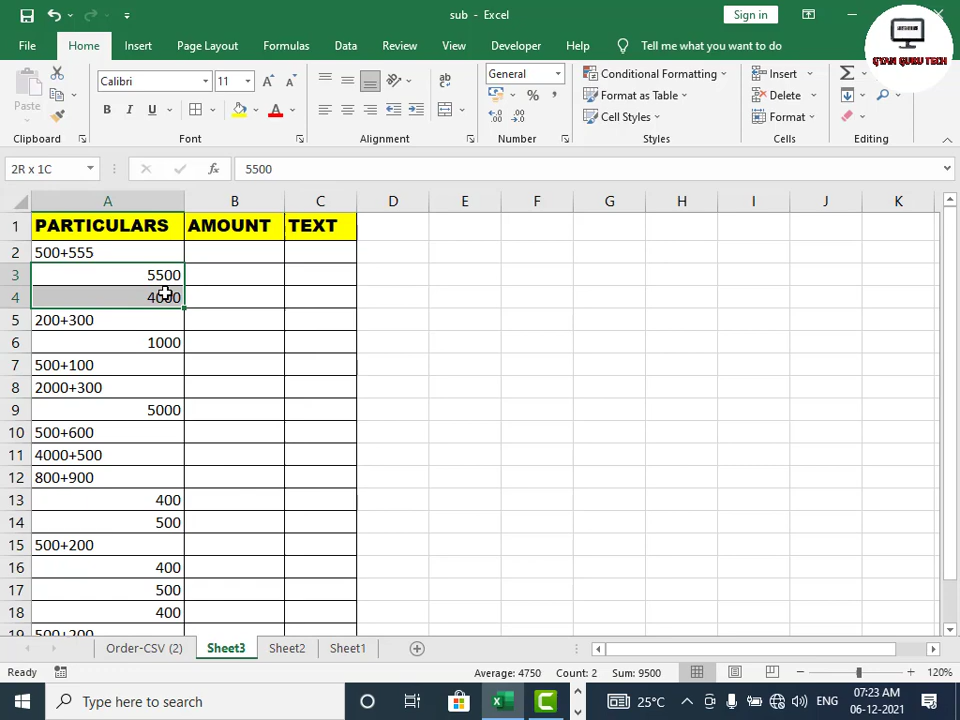 sub - Excel
Sign in
GYAN GURU TECH
File Home Insert Page Layout Formulas Data Review View Developer Help Tell me what you want to do
Paste
Calibri 11
B I U A
General
% ,
Conditional Formatting
Format as Table
Cell Styles
Insert
Delete
Format
Clipboard Font Alignment Number Styles Cells Editing
2R x 1C fx 5500
A B C D E F G H I J K
1 PARTICULARS AMOUNT TEXT
2 500+555
3 5500
4 4000
5 200+300
6 1000
7 500+100
8 2000+300
9 5000
10 500+600
11 4000+500
12 800+900
13 400
14 500
15 500+200
16 400
17 500
18 400
19 500+200
Order-CSV (2) Sheet3 Sheet2 Sheet1
Ready Average: 4750 Count: 2 Sum: 9500 120%
Type here to search
25°C ENG
07:23 AM
06-12-2021